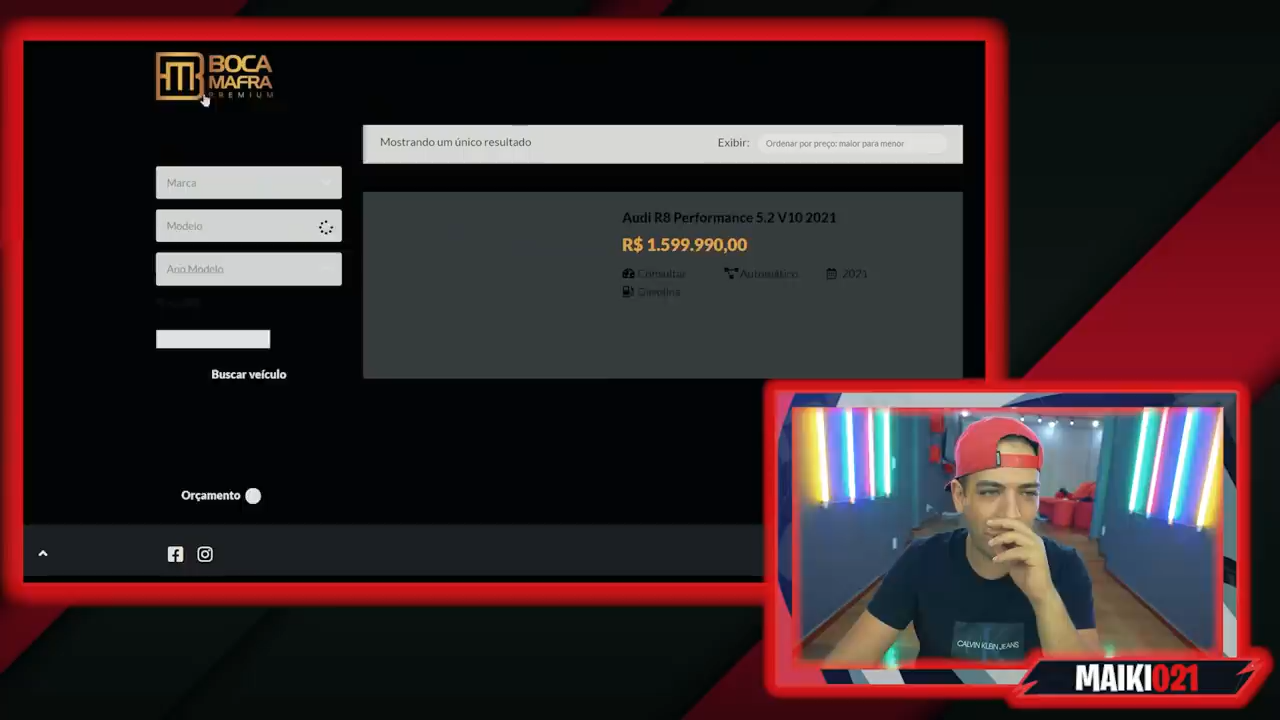 BOCA
MAFRA
PREMIUM
Mostrando um único resultado
Exibir:
Ordenar por preço: maior para menor
Marca
Modelo
Ano Modelo
Audi R8 Performance 5.2 V10 2021
R$ 1.599.990,00
Consultar
Automático
2021
Gasolina
Buscar veículo
Orçamento
CALVIN KLEIN JEANS
MAIKI021